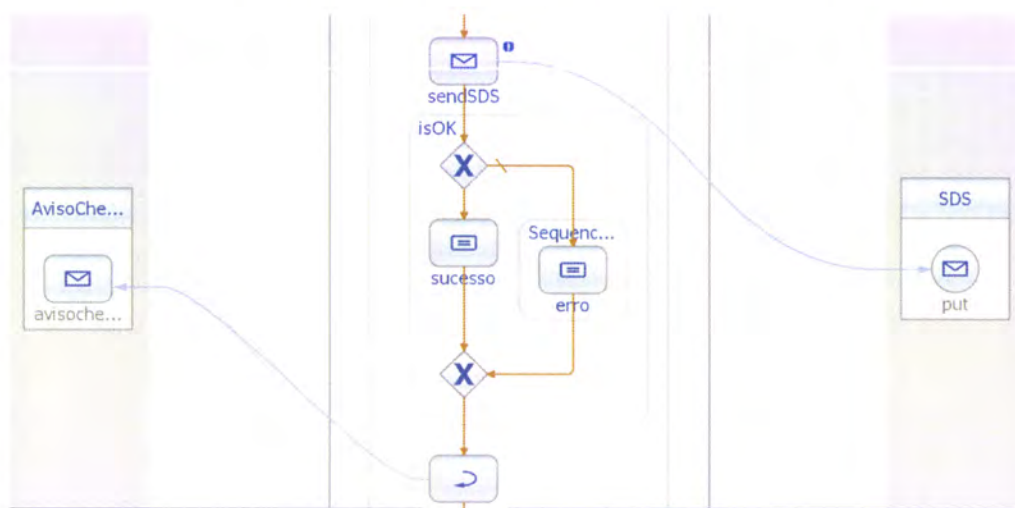 sendSDS
isOK
X
AvisoChe...
avisoche...
sucesso
Sequenc...
erro
X
SDS
put